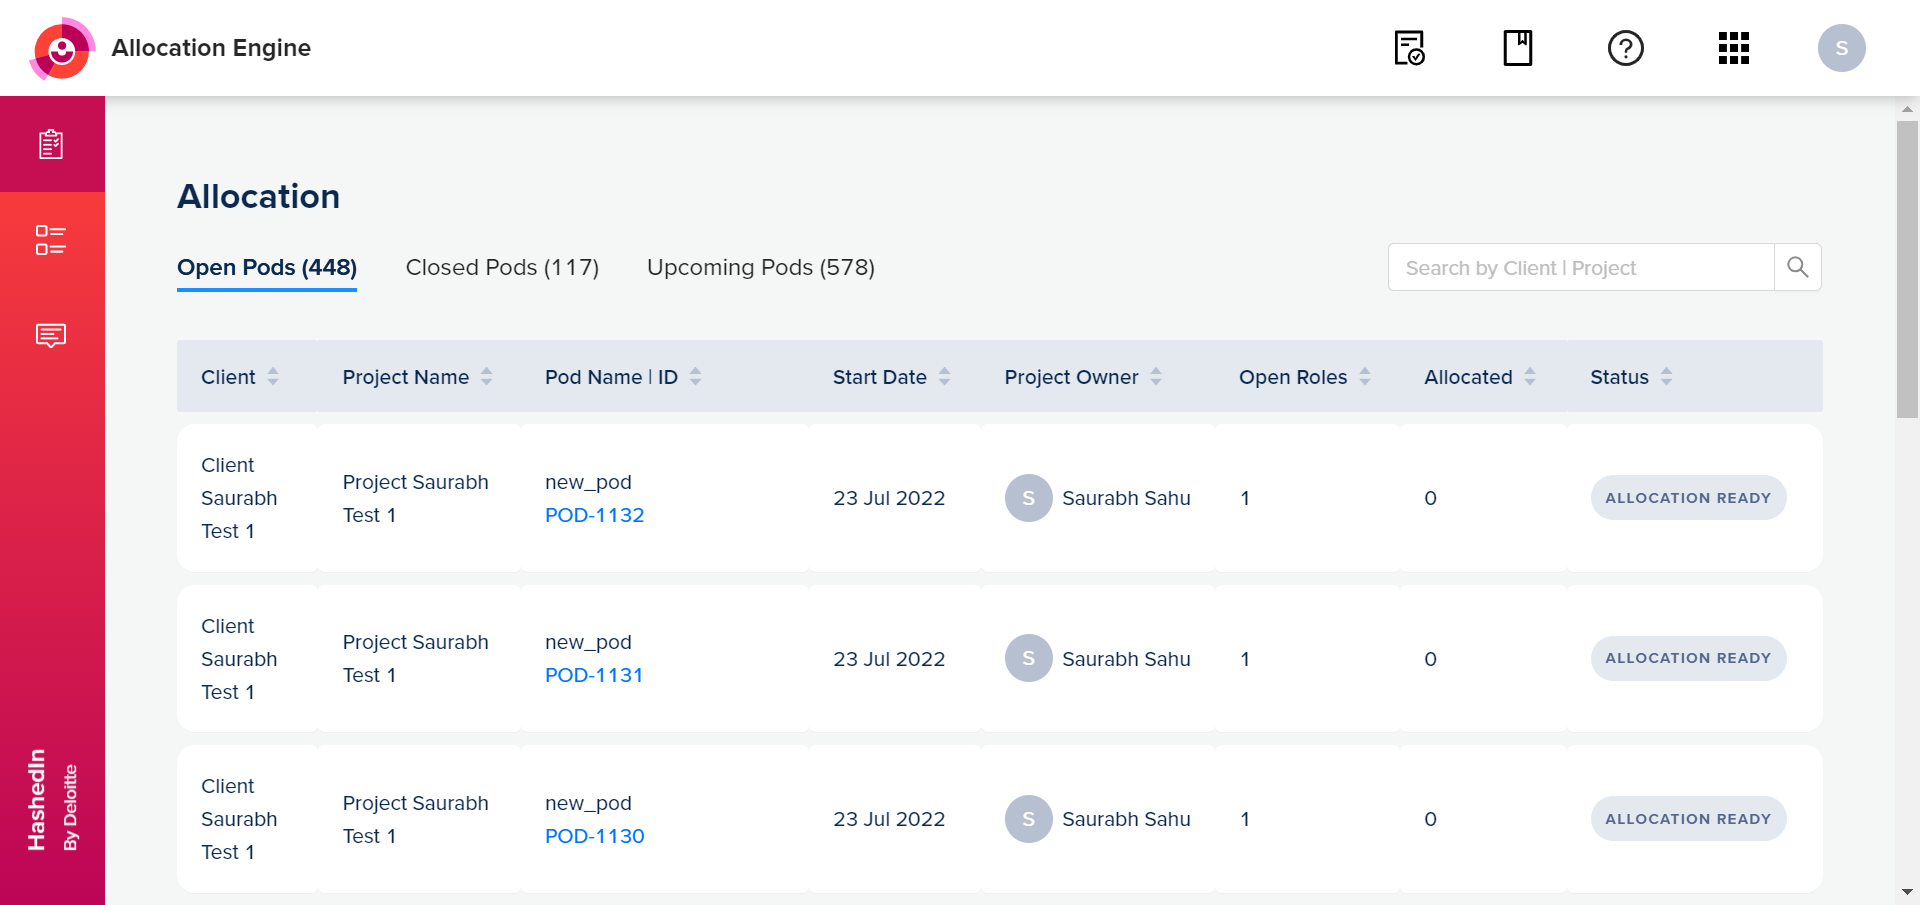 Allocation Engine
S
Allocation
Open Pods (448) Closed Pods (117) Upcoming Pods (578)
Search by Client | Project
Client Project Name Pod Name | ID Start Date Project Owner Open Roles Allocated Status
Client
Saurabh
Test 1
Project Saurabh
Test 1
new_pod
POD-1132
23 Jul 2022
S Saurabh Sahu
1
0
ALLOCATION READY
Client
Saurabh
Test 1
Project Saurabh
Test 1
new_pod
POD-1131
23 Jul 2022
S Saurabh Sahu
1
0
ALLOCATION READY
Client
Saurabh
Test 1
Project Saurabh
Test 1
new_pod
POD-1130
23 Jul 2022
S Saurabh Sahu
1
0
ALLOCATION READY
HashedIn
By Deloitte